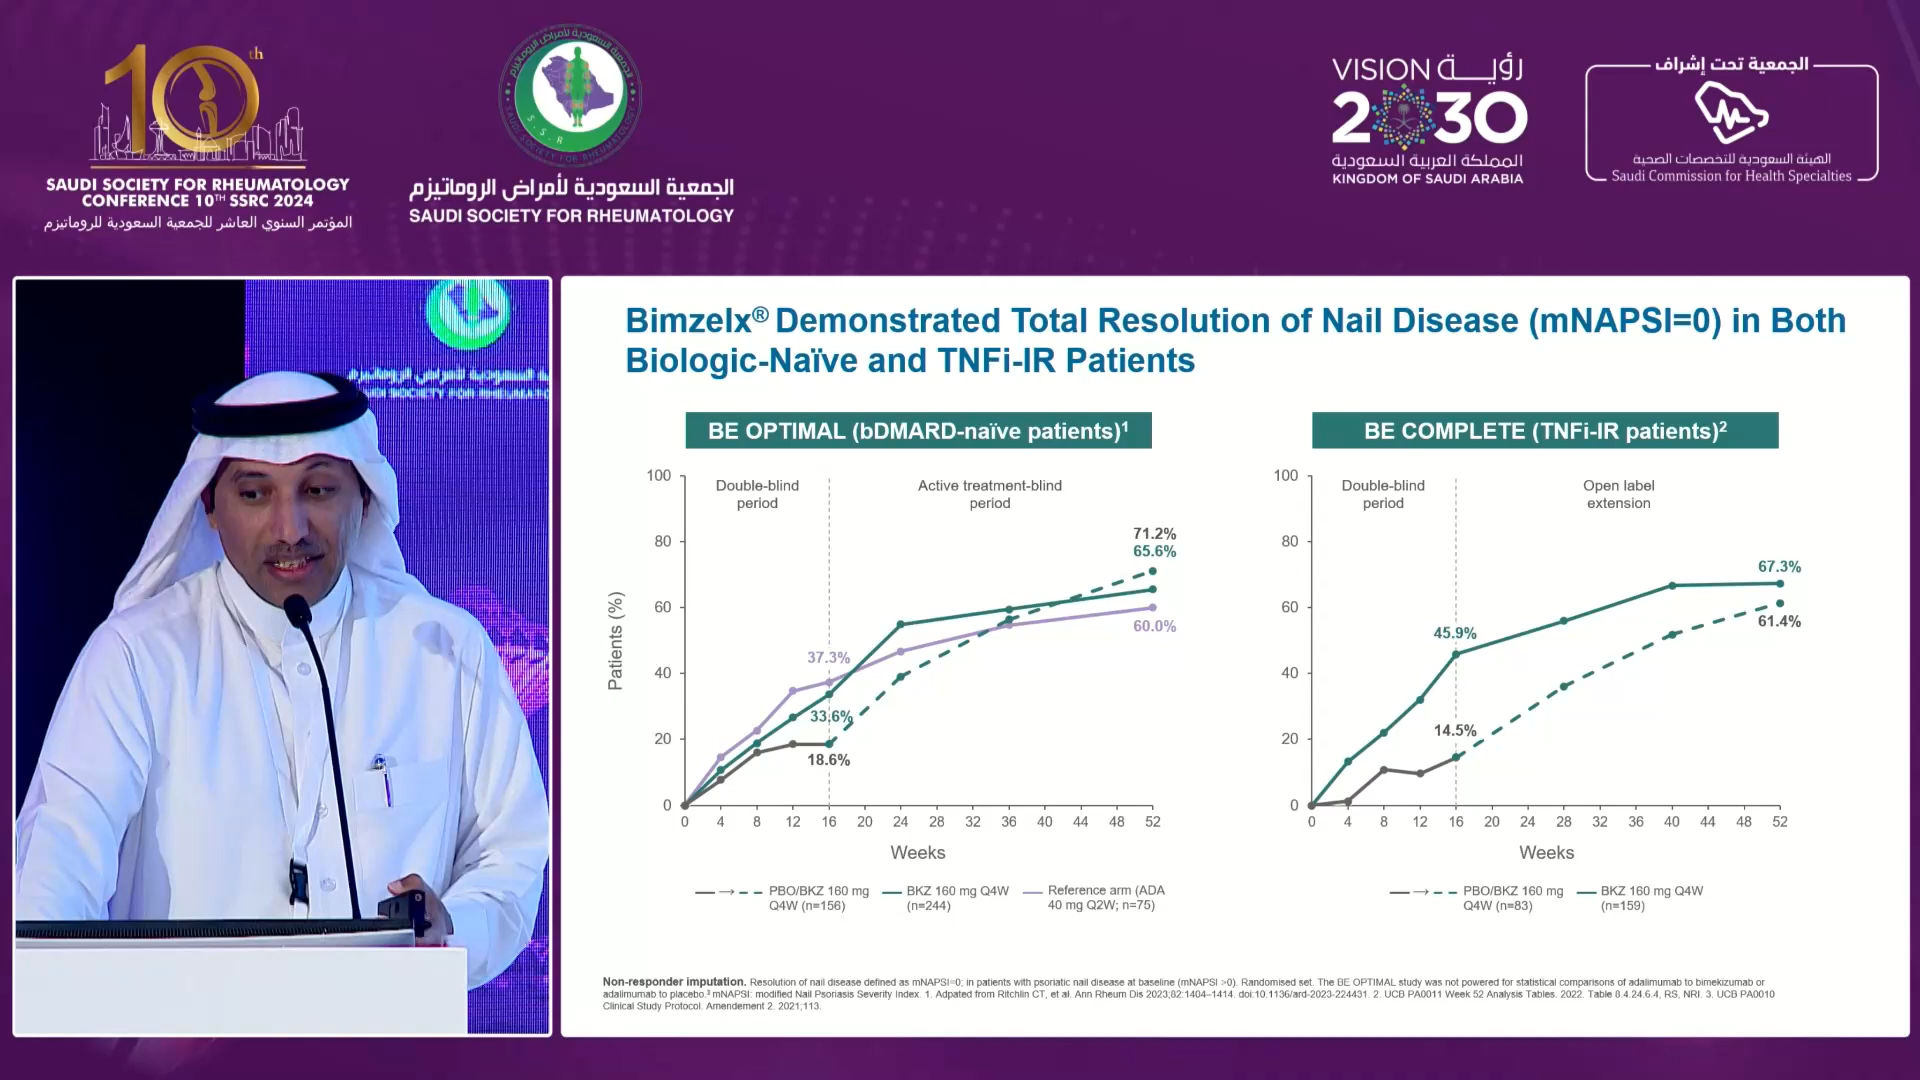 10th
SAUDI SOCIETY FOR RHEUMATOLOGY
CONFERENCE 10TH SSRC 2024
المؤتمر السنوي العاشر للجمعية السعودية للروماتيزم
الجمعية السعودية لأمراض الروماتيزم
S.S.R
SAUDI SOCIETY FOR RHEUMATOLOGY
الجمعية السعودية لأمراض الروماتيزم
SAUDI SOCIETY FOR RHEUMATOLOGY
VISION رؤيـــة
2030
المملكة العربية السعودية
KINGDOM OF SAUDI ARABIA
الجمعية تحت إشراف
الهيئة السعودية للتخصصات الصحية
Saudi Commission for Health Specialties
Bimzelx® Demonstrated Total Resolution of Nail Disease (mNAPSI=0) in Both
Biologic-Naïve and TNFi-IR Patients
BE OPTIMAL (bDMARD-naïve patients)1
Patients (%)
100
80
60
40
20
0
Double-blind
period
Active treatment-blind
period
71.2%
65.6%
60.0%
37.3%
33.6%
18.6%
0 4 8 12 16 20 24 28 32 36 40 44 48 52
Weeks
PBO/BKZ 160 mg
Q4W (n=156)
BKZ 160 mg Q4W
(n=244)
Reference arm (ADA
40 mg Q2W; n=75)
BE COMPLETE (TNFi-IR patients)2
100
80
60
40
20
0
Double-blind
period
Open label
extension
67.3%
61.4%
45.9%
14.5%
0 4 8 12 16 20 24 28 32 36 40 44 48 52
Weeks
PBO/BKZ 160 mg
Q4W (n=83)
BKZ 160 mg Q4W
(n=159)
Non-responder imputation. Resolution of nail disease defined as mNAPSI=0; in patients with psoriatic nail disease at baseline (mNAPSI >0). Randomised set. The BE OPTIMAL study was not powered for statistical comparisons of adalimumab to bimekizumab or
adalimumab to placebo.3 mNAPSI: modified Nail Psoriasis Severity Index. 1. Adpated from Ritchlin CT, et al. Ann Rheum Dis 2023;82:1404–1414. doi:10.1136/ard-2023-224431. 2. UCB PA0011 Week 52 Analysis Tables. 2022. Table 8.4.24.6.4, RS, NRI. 3. UCB PA0010
Clinical Study Protocol. Amendement 2. 2021;113.